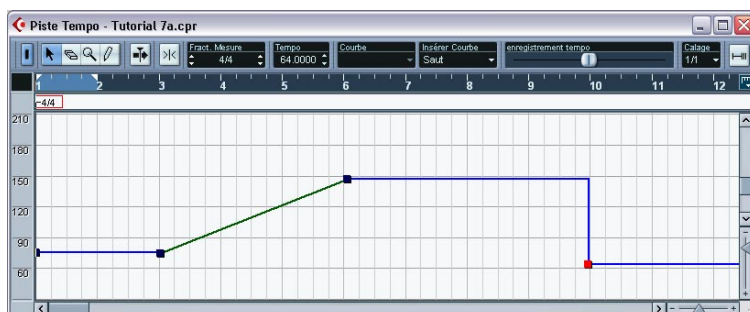 Piste Tempo - Tutorial 7a.cpr
Fract. Mesure Tempo Courbe Insérer Courbe enregistrement tempo Calage
4/4 64.0000 Saut 1/1
1 2 3 4 5 6 7 8 9 10 11 12
4/4
210
180
150
120
90
60